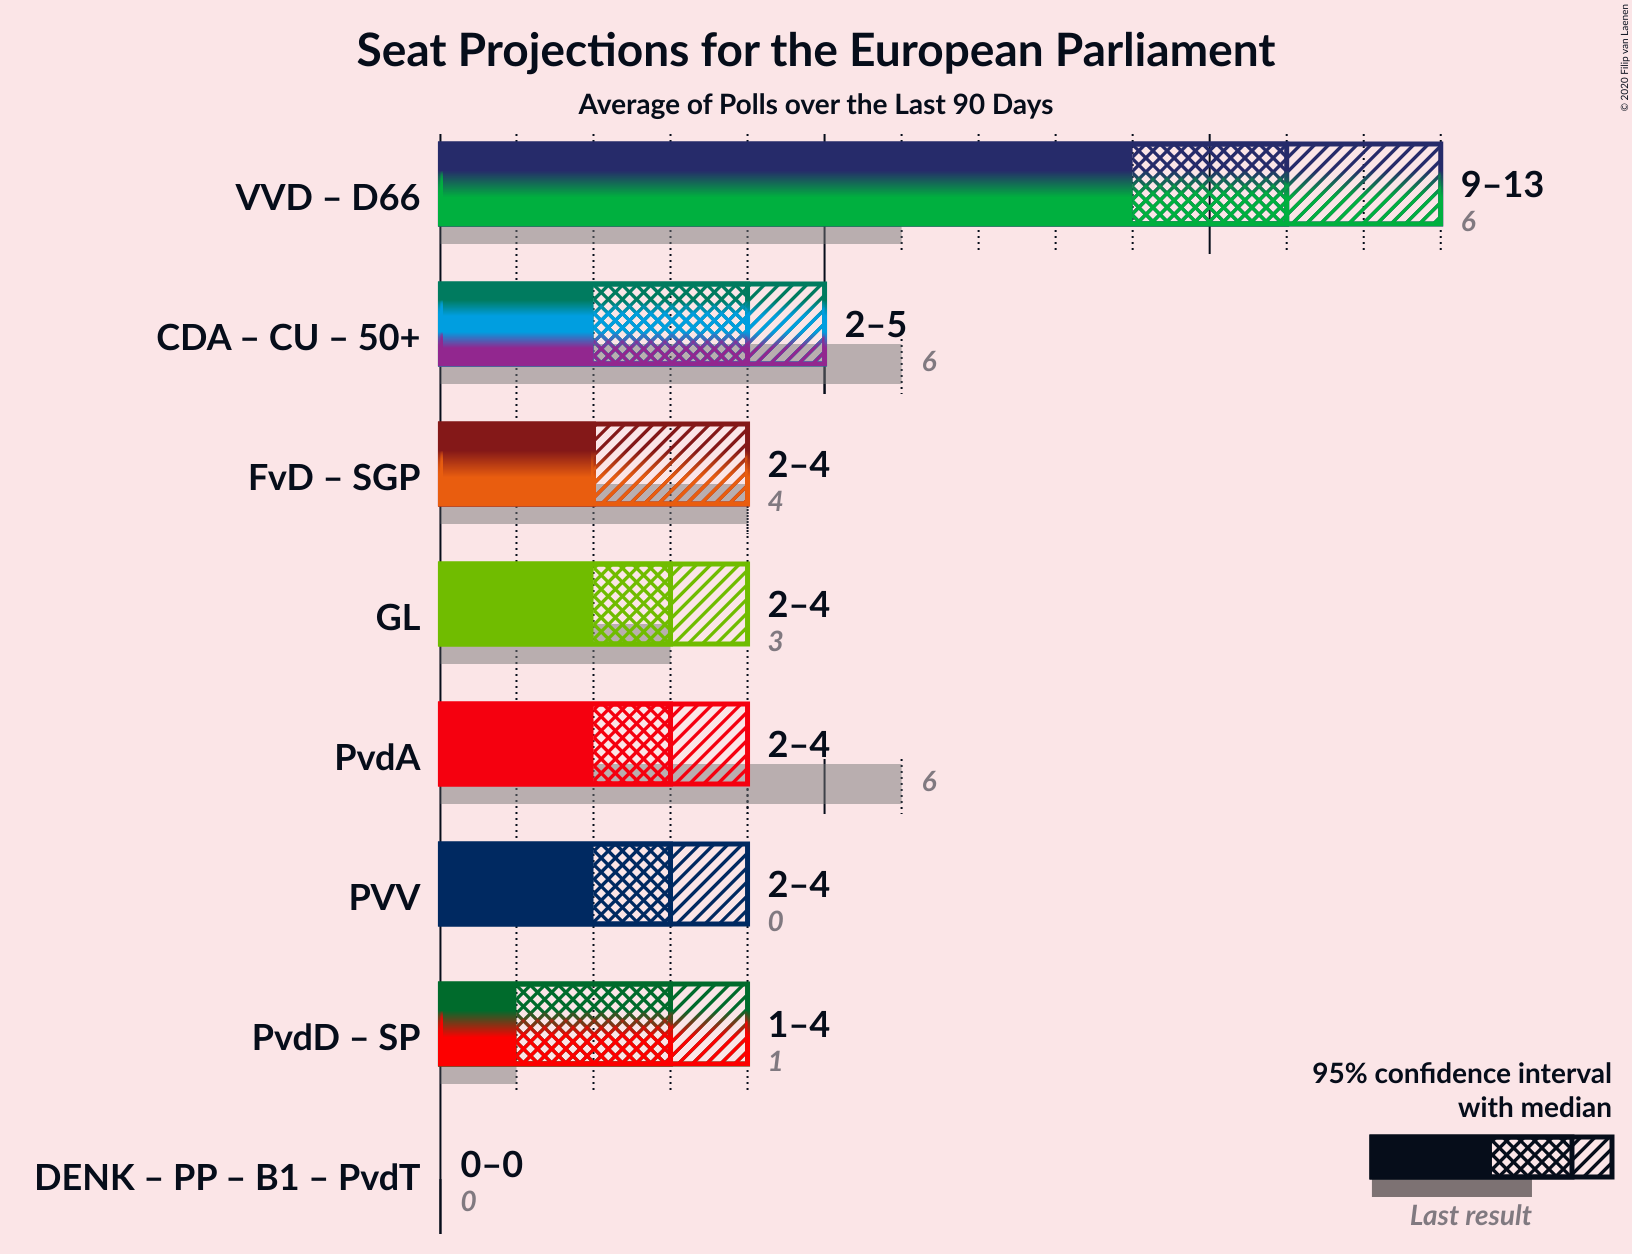 Seat Projections for the European Parliament
Average of Polls over the Last 90 Days
© 2020 Filip van Laenen
VVD – D66
9–13
6
CDA – CU – 50+
2–5
6
FvD – SGP
2–4
4
GL
2–4
3
PvdA
2–4
6
PVV
2–4
0
PvdD – SP
1–4
1
DENK – PP – B1 – PvdT
0–0
0
95% confidence interval
with median
Last result